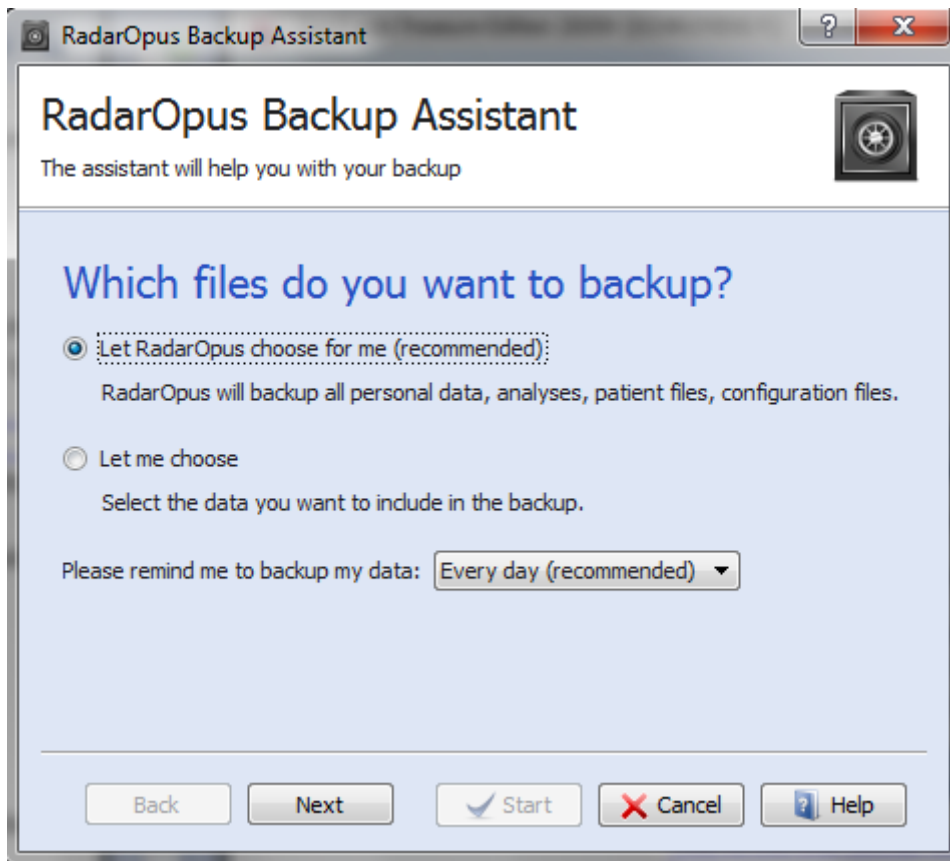 RadarOpus Backup Assistant
?
RadarOpus Backup Assistant
The assistant will help you with your backup
Which files do you want to backup?
Let RadarOpus choose for me (recommended)
RadarOpus will backup all personal data, analyses, patient files, configuration files.
Let me choose
Select the data you want to include in the backup.
Please remind me to backup my data: Every day (recommended)
Back Next Start Cancel Help